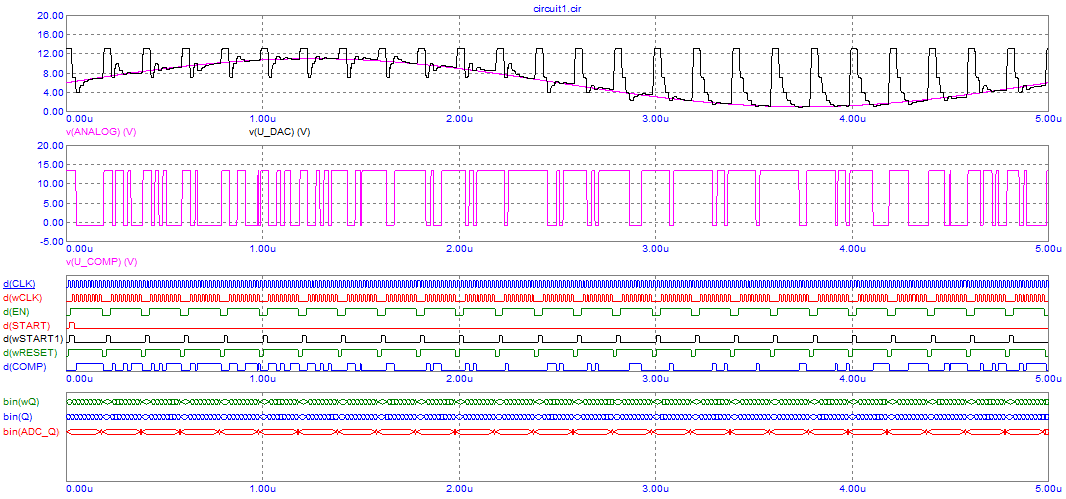 circuit1.cir
20.00
16.00
12.00
8.00
4.00
0.00
0.00u 1.00u 2.00u 3.00u 4.00u 5.00u
v(ANALOG) (V) v(U_DAC) (V)
20.00
15.00
10.00
5.00
0.00
-5.00
0.00u 1.00u 2.00u 3.00u 4.00u 5.00u
v(U_COMP) (V)
d(CLK)
d(wCLK)
d(EN)
d(START)
d(wSTART1)
d(wRESET)
d(COMP)
0.00u 1.00u 2.00u 3.00u 4.00u 5.00u
bin(wQ)
bin(Q)
bin(ADC_Q)
0.00u 1.00u 2.00u 3.00u 4.00u 5.00u